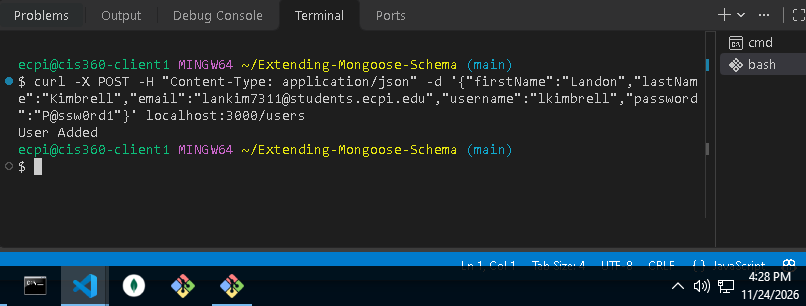 Problems Output Debug Console Terminal Ports
cmd
bash
ecpi@cis360-client1 MINGW64 ~/Extending-Mongoose-Schema (main)
$ curl -X POST -H "Content-Type: application/json" -d '{"firstName":"Landon","lastNam
e":"Kimbrell","email":"lankim7311@students.ecpi.edu","username":"lkimbrell","password
":"P@ssw0rd1"}' localhost:3000/users
User Added
ecpi@cis360-client1 MINGW64 ~/Extending-Mongoose-Schema (main)
$
Ln 1, Col 1 Tab Size: 4 UTF-8 CRLF {} JavaScript
4:28 PM
11/24/2026